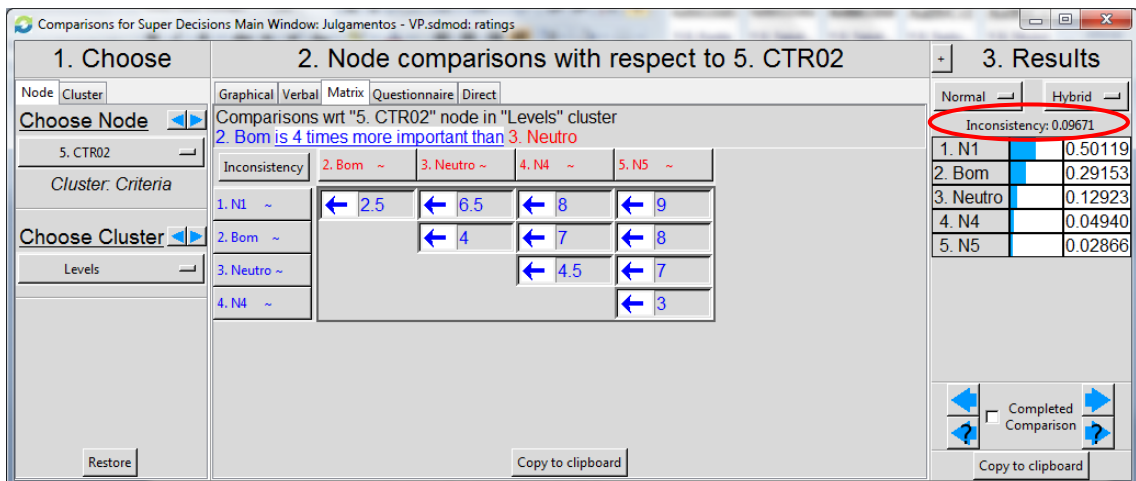 Comparisons for Super Decisions Main Window: Julgamentos - VP.sdmod: ratings
1. Choose
Node Cluster
Choose Node
5. CTR02
Cluster: Criteria
Choose Cluster
Levels
Restore
2. Node comparisons with respect to 5. CTR02
Graphical Verbal Matrix Questionnaire Direct
Comparisons wrt "5. CTR02" node in "Levels" cluster
2. Bom is 4 times more important than 3. Neutro
Inconsistency 2. Bom ~ 3. Neutro ~ 4. N4 ~ 5. N5 ~
1. N1 ~ ← 2.5 ← 6.5 ← 8 ← 9
2. Bom ~ ← 4 ← 7 ← 8
3. Neutro ~ ← 4.5 ← 7
4. N4 ~ ← 3
Copy to clipboard
+ 3. Results
Normal Hybrid
Inconsistency: 0.09671
1. N1 0.50119
2. Bom 0.29153
3. Neutro 0.12923
4. N4 0.04940
5. N5 0.02866
Completed
Comparison
? ?
Copy to clipboard